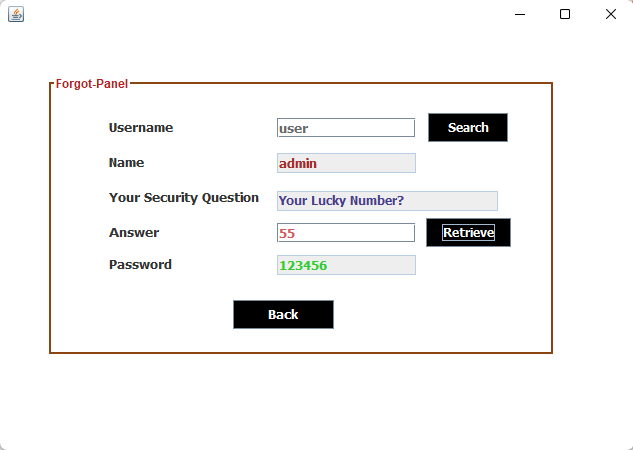 Forgot-Panel
Username user Search
Name admin
Your Security Question Your Lucky Number?
Answer 55 Retrieve
Password 123456
Back